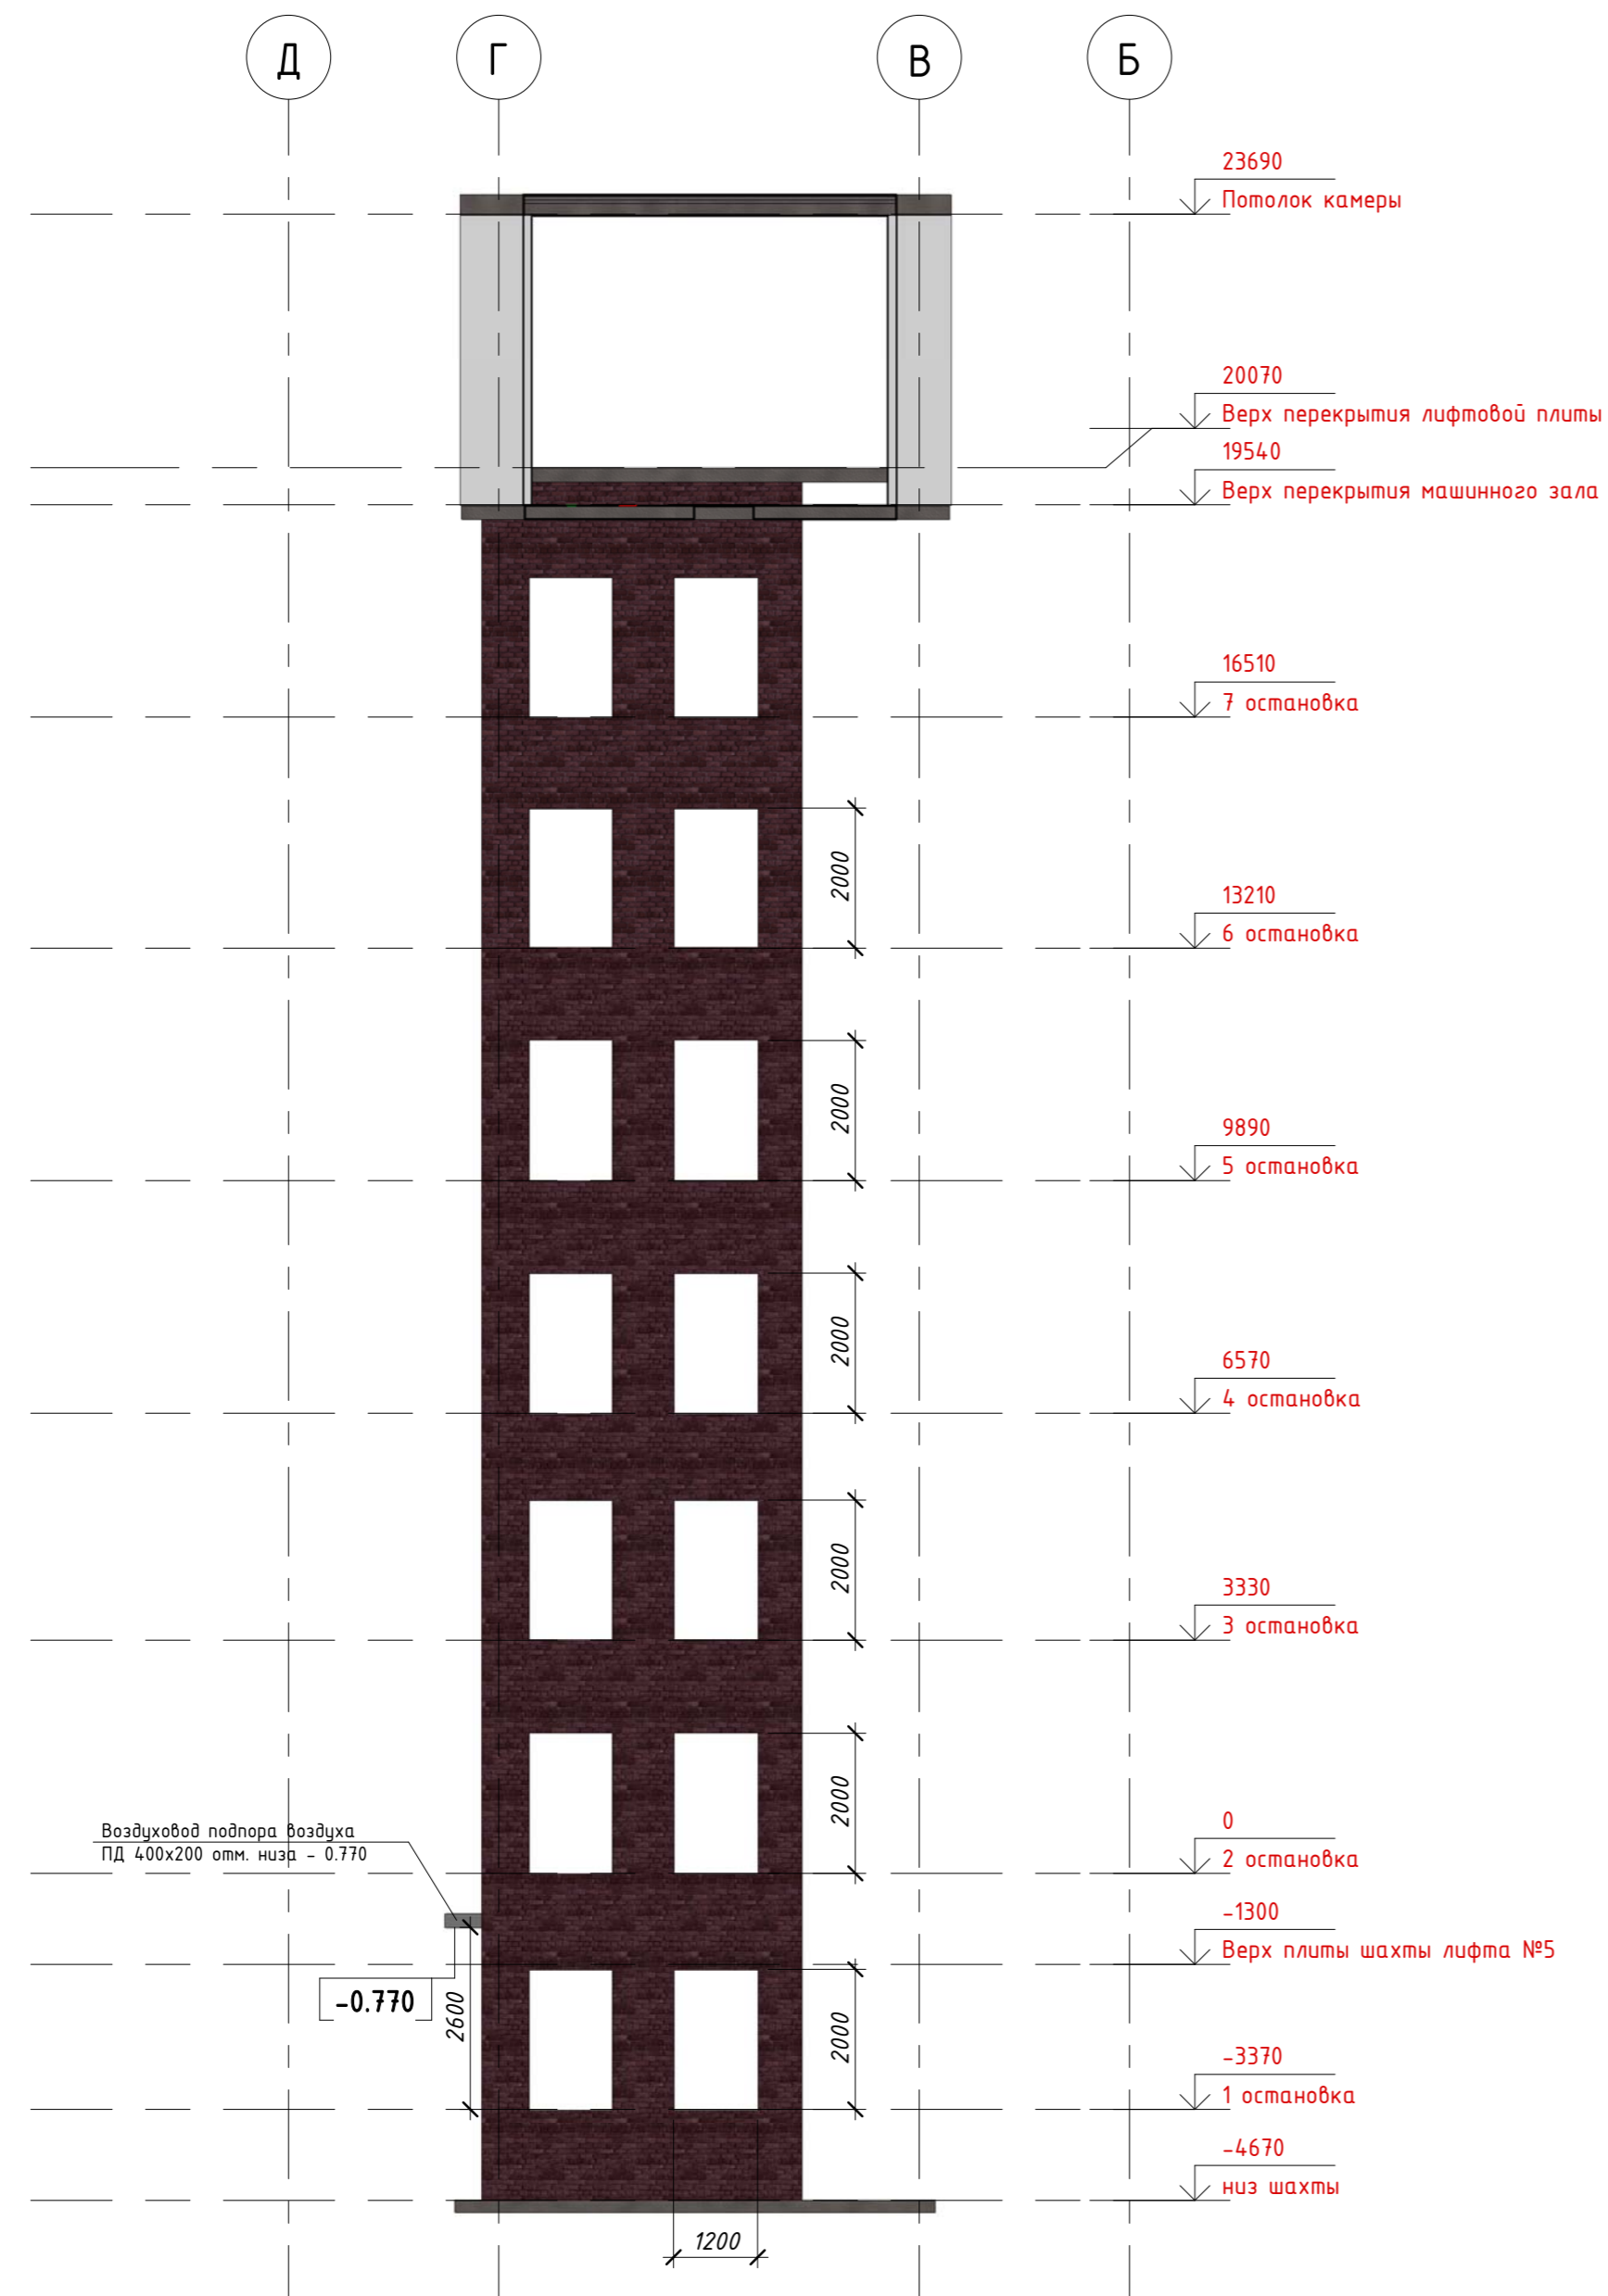 Д Г В Б
23690
Потолок камеры
20070
Верх перекрытия лифтовой плиты
19540
Верх перекрытия машинного зала
16510
7 остановка
2000
13210
6 остановка
2000
9890
5 остановка
2000
6570
4 остановка
2000
3330
3 остановка
2000
0
2 остановка
Воздуховод подпора воздуха
ПД 400х200 отм. низа - 0.770
-1300
Верх плиты шахты лифта №5
-0.770
2600
2000
-3370
1 остановка
-4670
низ шахты
1200